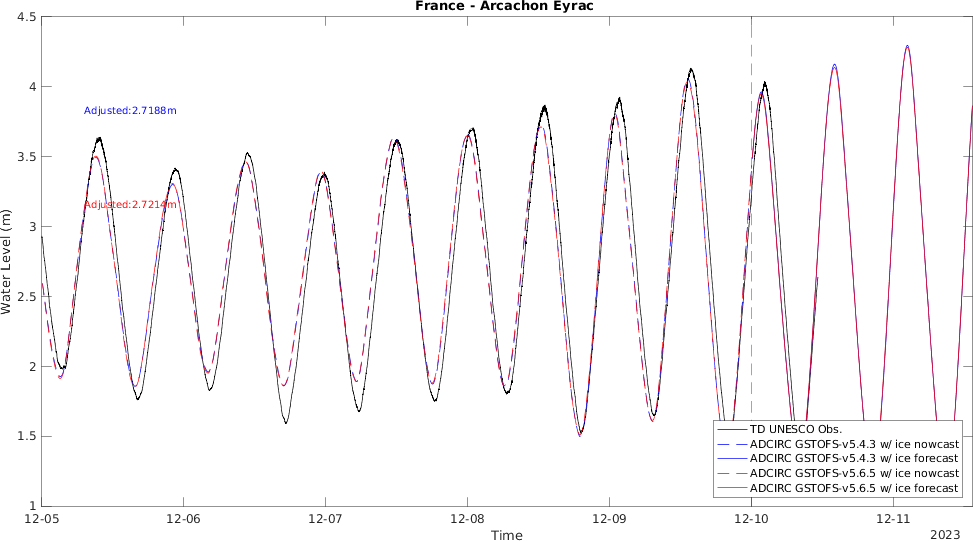 France - Arcachon Eyrac
Water Level (m)
4.5
4
3.5
3
2.5
2
1.5
1
Adjusted:2.7188m
Adjusted:2.7214m
TD UNESCO Obs.
ADCIRC GSTOFS-v5.4.3 w/ ice nowcast
ADCIRC GSTOFS-v5.4.3 w/ ice forecast
ADCIRC GSTOFS-v5.6.5 w/ ice nowcast
ADCIRC GSTOFS-v5.6.5 w/ ice forecast
12-05 12-06 12-07 12-08 12-09 12-10 12-11
Time
2023